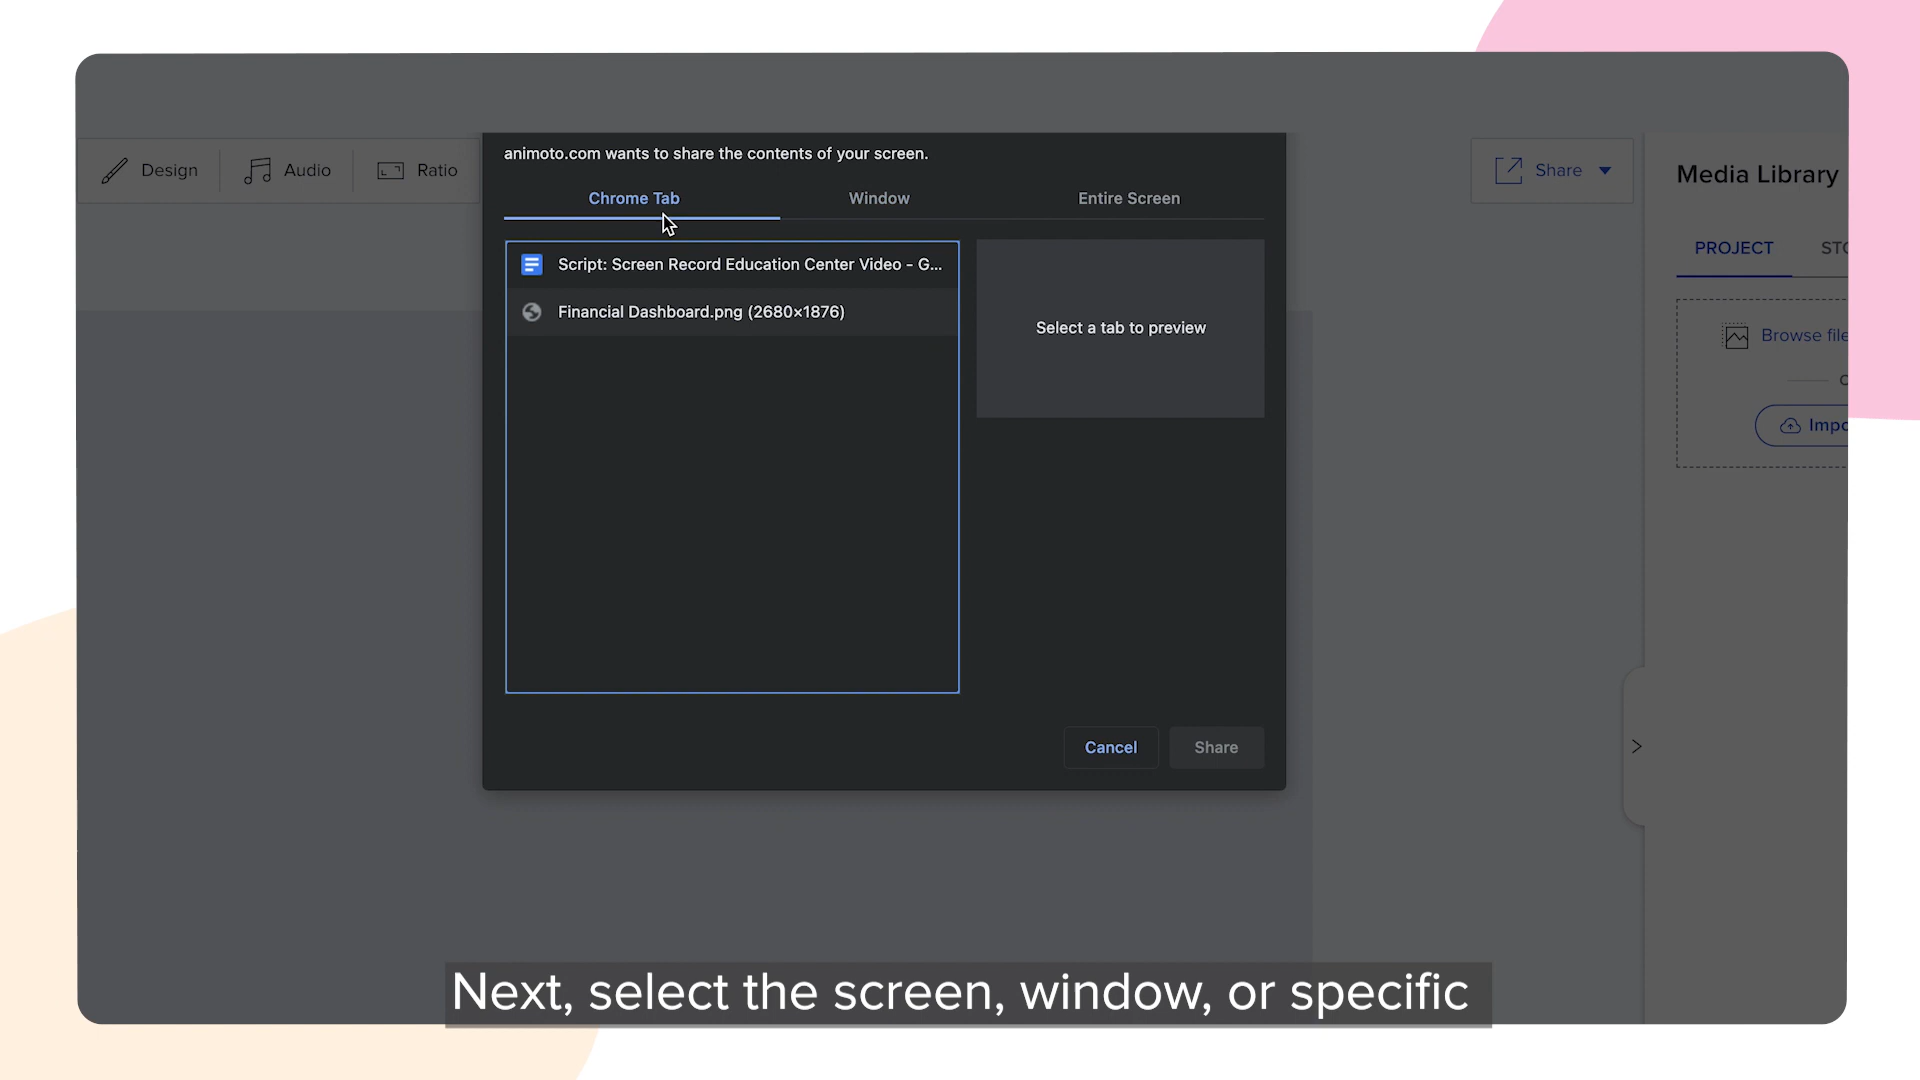 Design
Audio
Ratio
animoto.com wants to share the contents of your screen.
Chrome Tab
Window
Entire Screen
Script: Screen Record Education Center Video - G...
Financial Dashboard.png (2680×1876)
Select a tab to preview
Cancel
Share
Share
Media Library
PROJECT
STO
Browse file
Impo
Next, select the screen, window, or specific